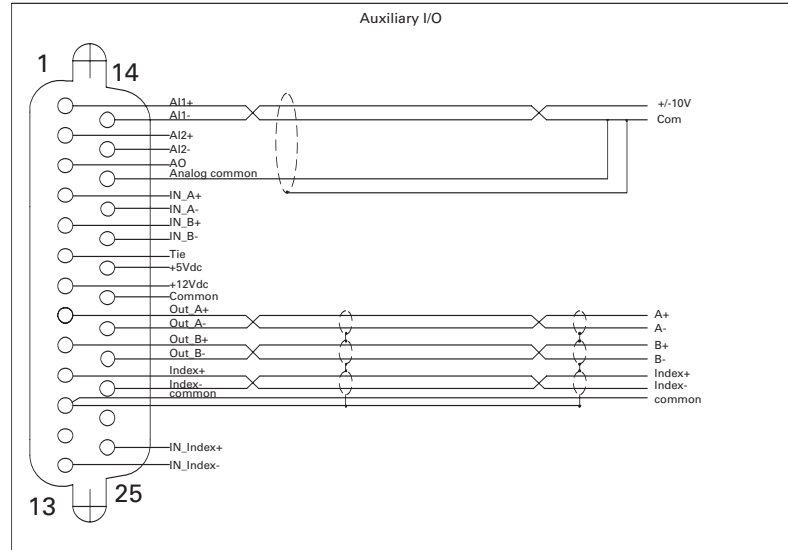 Auxiliary I/O
1
14
AI1+
+/-10V
AI1-
Com
AI2+
AI2-
AO
Analog common
IN_A+
IN_A-
IN_B+
IN_B-
Tie
+5Vdc
+12Vdc
Common
Out_A+
A+
Out_A-
A-
Out_B+
B+
Out_B-
B-
Index+
Index+
Index-
Index-
common
common
IN_Index+
IN_Index-
13
25